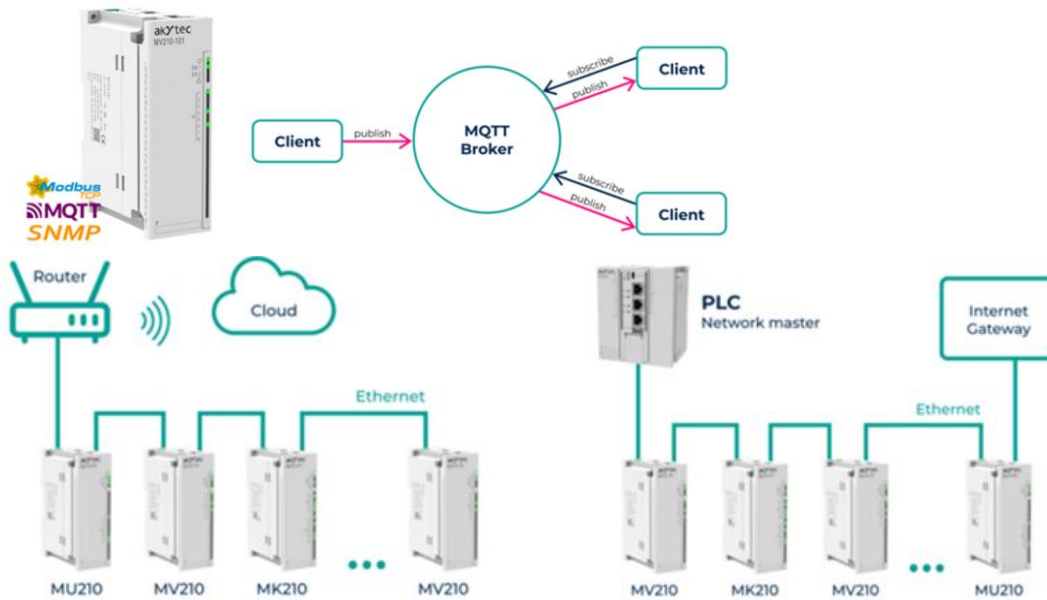 akYtec
MV210-101
Modbus
TCP
MQTT
SNMP
Client
publish
MQTT
Broker
subscribe
publish
Client
subscribe
publish
Client
Router
Cloud
Ethernet
MU210
MV210
MK210
...
MV210
PLC
Network master
Internet
Gateway
Ethernet
MV210
MK210
MV210
...
MU210